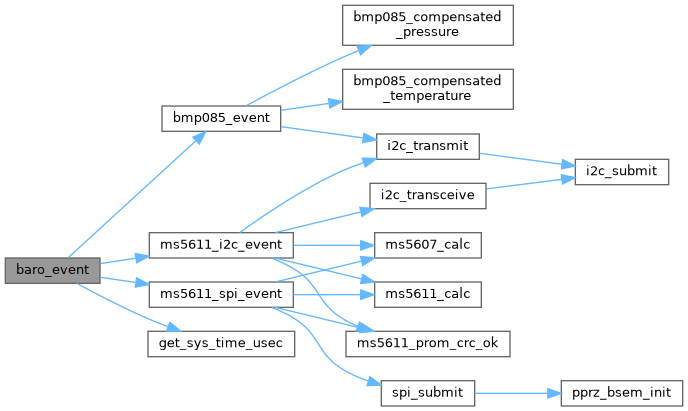 bmp085_compensated
_pressure
bmp085_compensated
_temperature
bmp085_event
i2c_transmit
i2c_submit
i2c_transceive
ms5611_i2c_event
ms5607_calc
baro_event
ms5611_spi_event
ms5611_calc
get_sys_time_usec
ms5611_prom_crc_ok
spi_submit
pprz_bsem_init